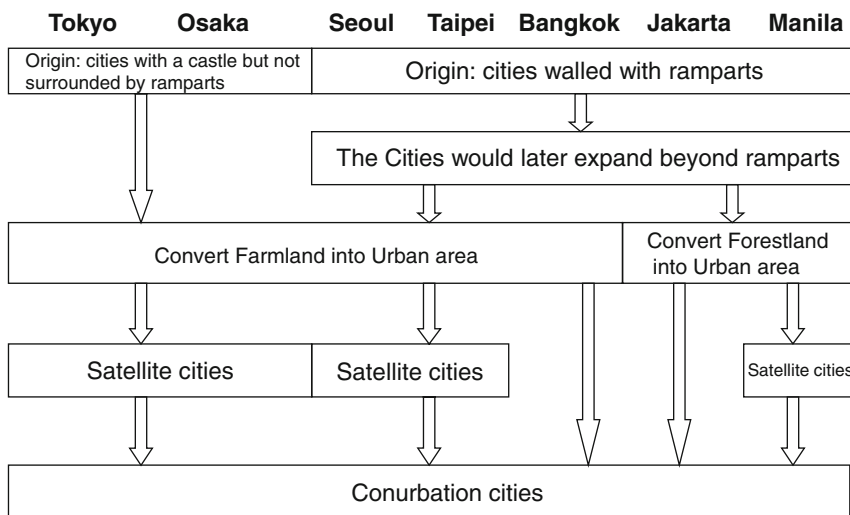 Tokyo Osaka Seoul Taipei Bangkok Jakarta Manila
Origin: cities with a castle but not
surrounded by ramparts
Origin: cities walled with ramparts
The Cities would later expand beyond ramparts
Convert Farmland into Urban area
Convert Forestland
into Urban area
Satellite cities
Satellite cities
Satellite cities
Conurbation cities